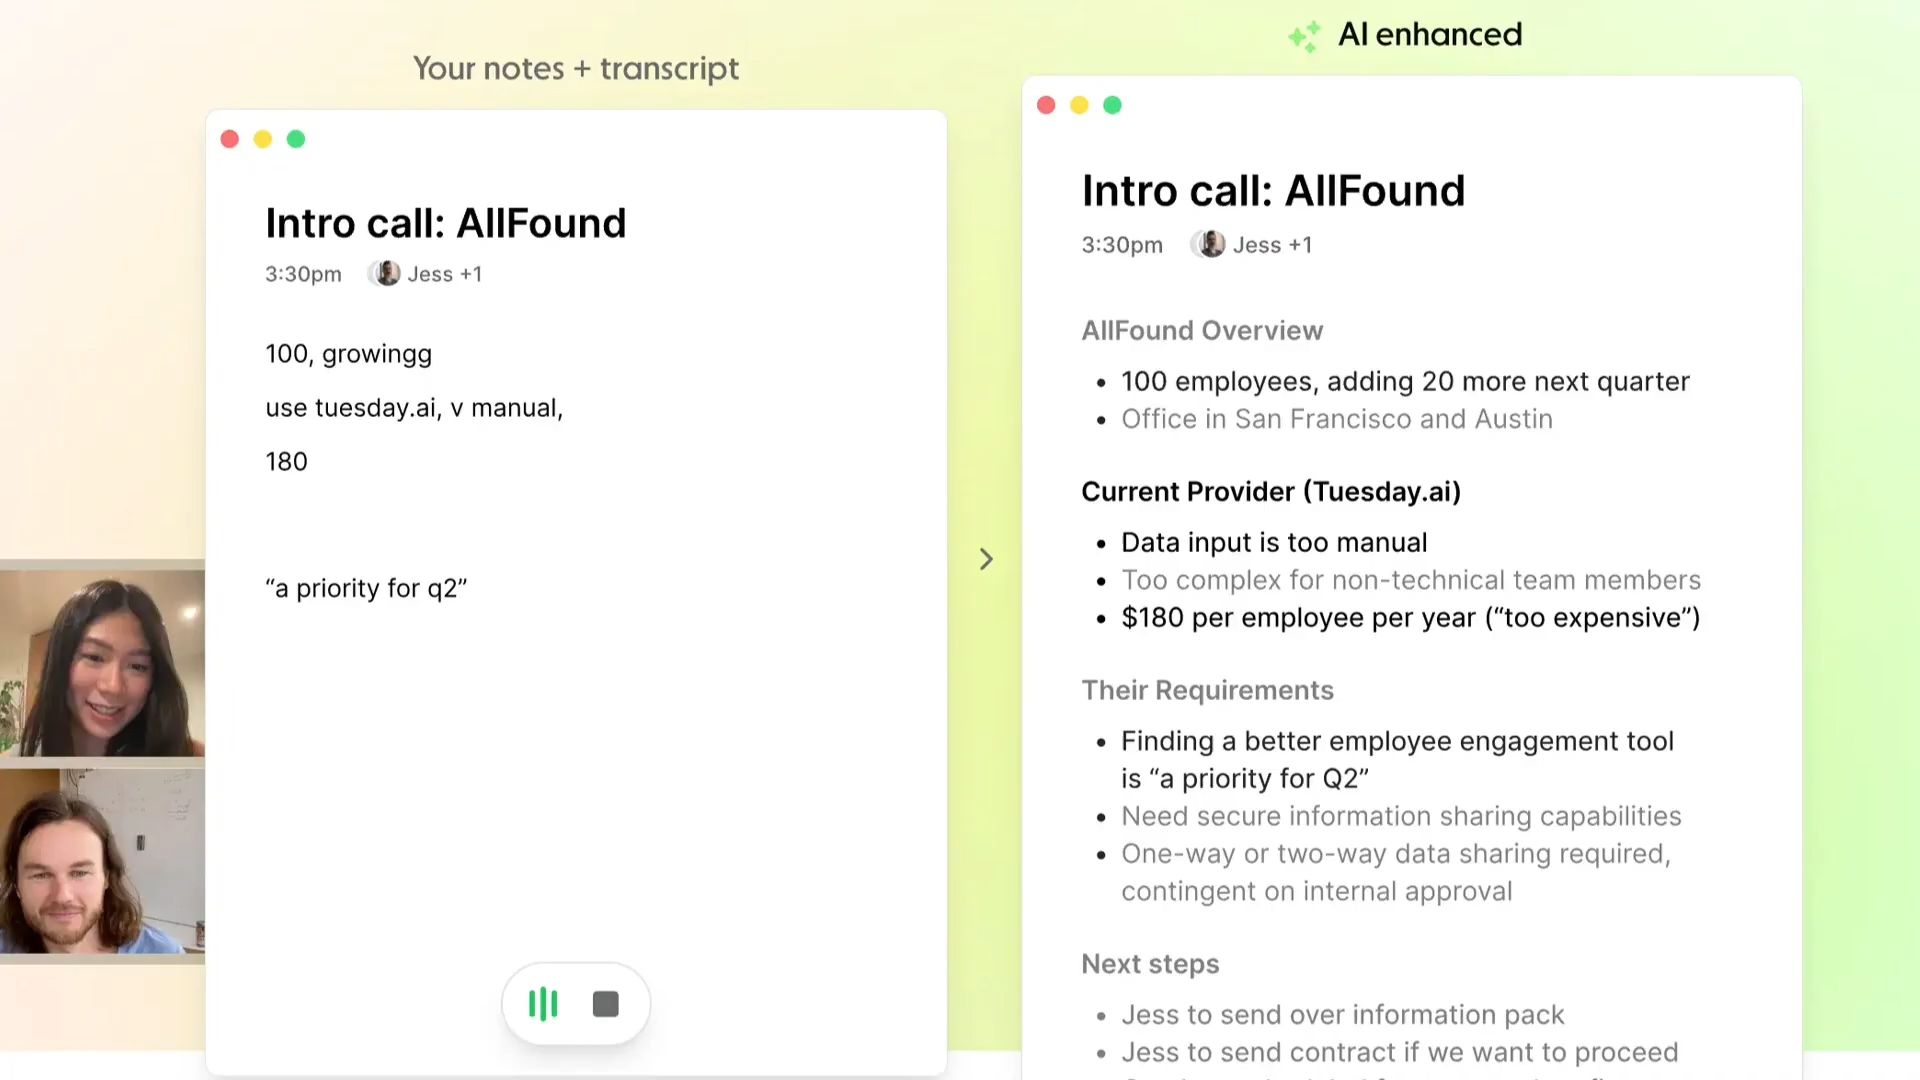 Your notes + transcript
Intro call: AllFound
3:30pm Jess +1
100, growingg
use tuesday.ai, v manual,
180
“a priority for q2”
AI enhanced
Intro call: AllFound
3:30pm Jess +1
AllFound Overview
100 employees, adding 20 more next quarter
Office in San Francisco and Austin
Current Provider (Tuesday.ai)
Data input is too manual
Too complex for non-technical team members
$180 per employee per year (“too expensive”)
Their Requirements
Finding a better employee engagement tool
is “a priority for Q2”
Need secure information sharing capabilities
One-way or two-way data sharing required,
contingent on internal approval
Next steps
Jess to send over information pack
Jess to send contract if we want to proceed